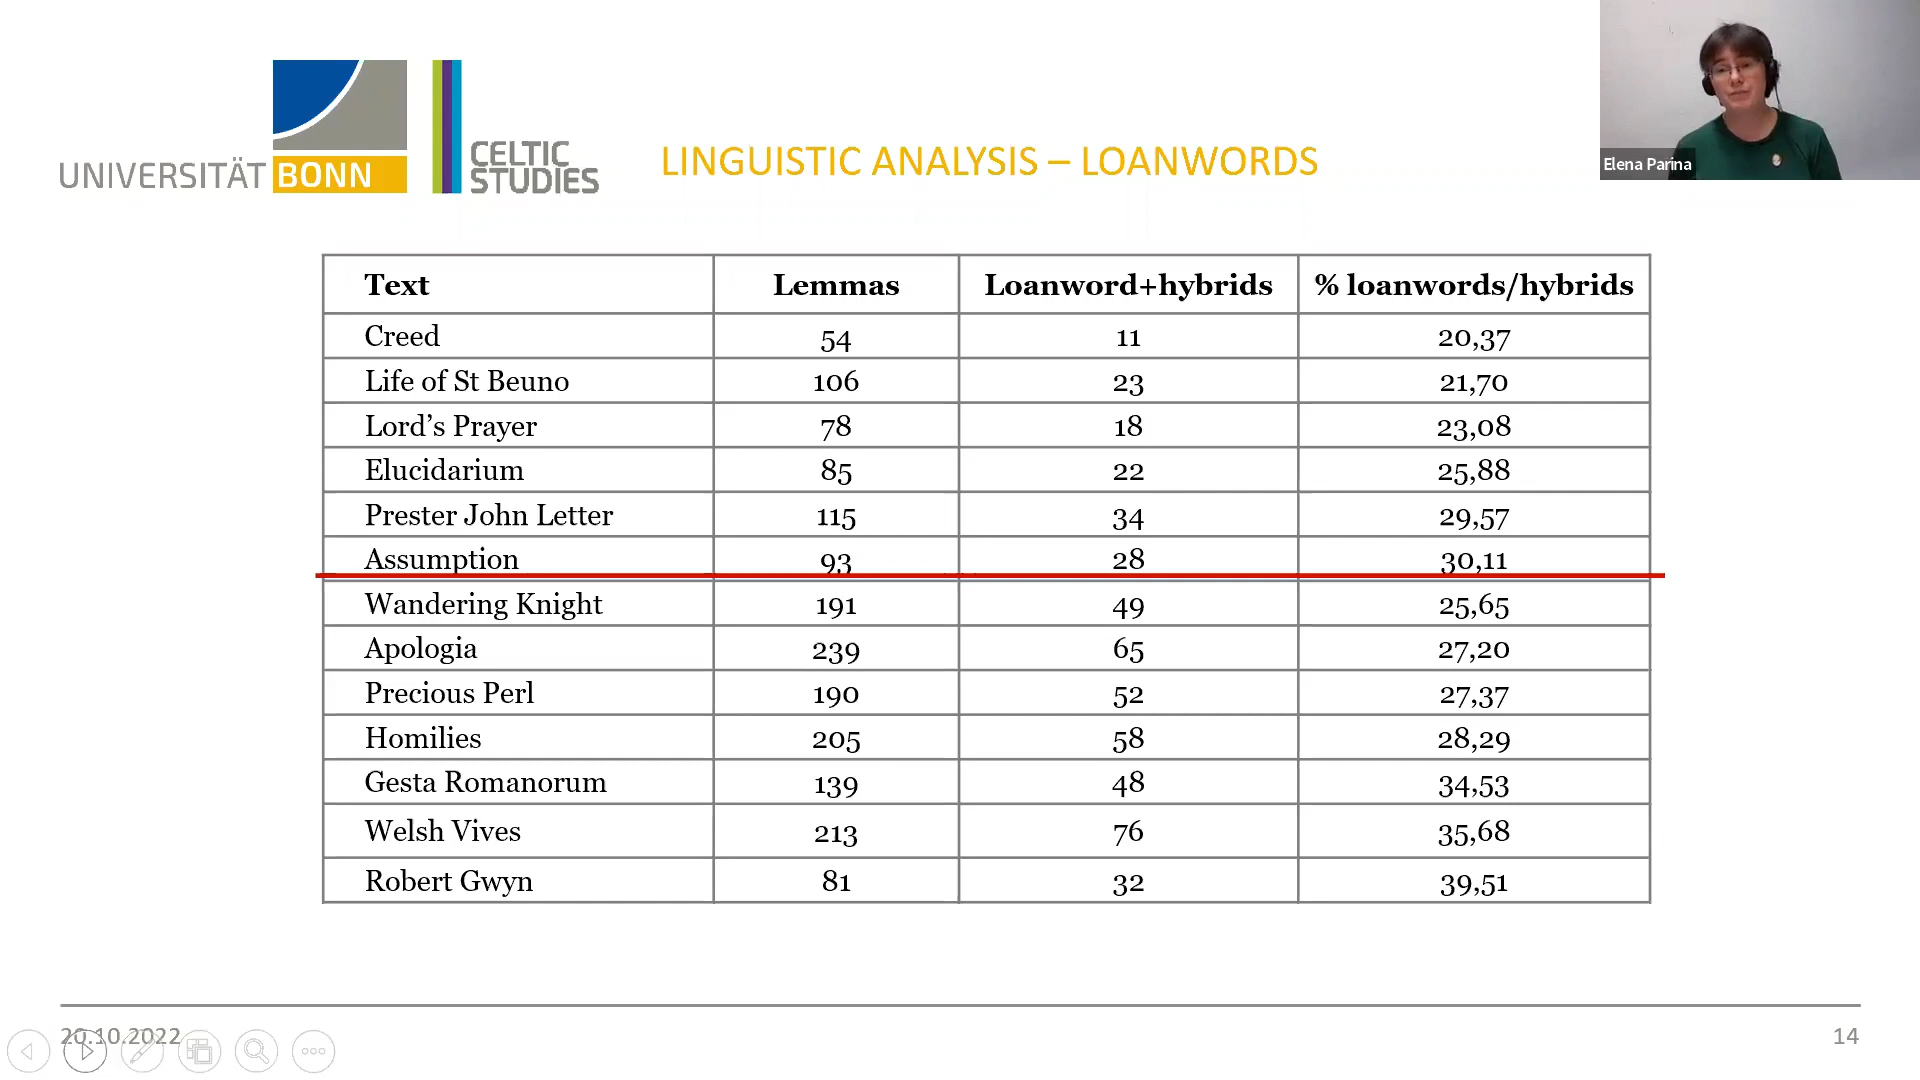 UNIVERSITÄT BONN
CELTIC
STUDIES
LINGUISTIC ANALYSIS – LOANWORDS
Elena Parina
Text Lemmas Loanword+hybrids % loanwords/hybrids
Creed 54 11 20,37
Life of St Beuno 106 23 21,70
Lord’s Prayer 78 18 23,08
Elucidarium 85 22 25,88
Prester John Letter 115 34 29,57
Assumption 93 28 30,11
Wandering Knight 191 49 25,65
Apologia 239 65 27,20
Precious Perl 190 52 27,37
Homilies 205 58 28,29
Gesta Romanorum 139 48 34,53
Welsh Vives 213 76 35,68
Robert Gwyn 81 32 39,51
20.10.2022
14